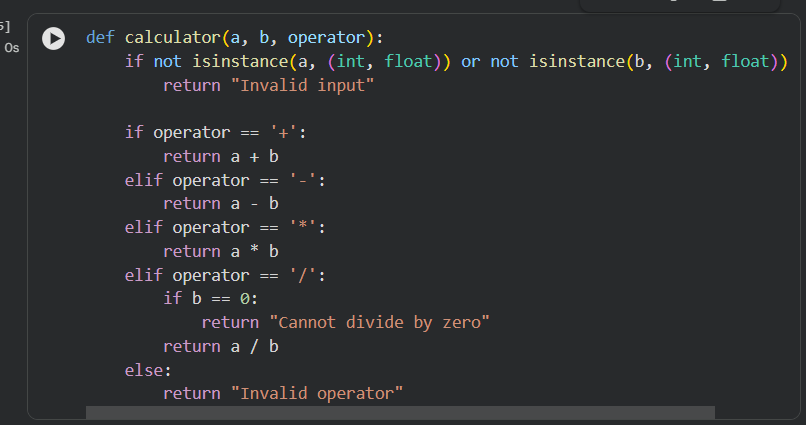 5]
0s
def calculator(a, b, operator):
    if not isinstance(a, (int, float)) or not isinstance(b, (int, float))
        return "Invalid input"

    if operator == '+':
        return a + b
    elif operator == '-':
        return a - b
    elif operator == '*':
        return a * b
    elif operator == '/':
        if b == 0:
            return "Cannot divide by zero"
        return a / b
    else:
        return "Invalid operator"